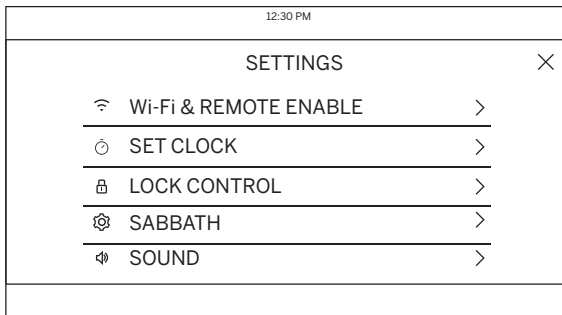 12:30 PM
SETTINGS
Wi-Fi & REMOTE ENABLE
SET CLOCK
LOCK CONTROL
SABBATH
SOUND